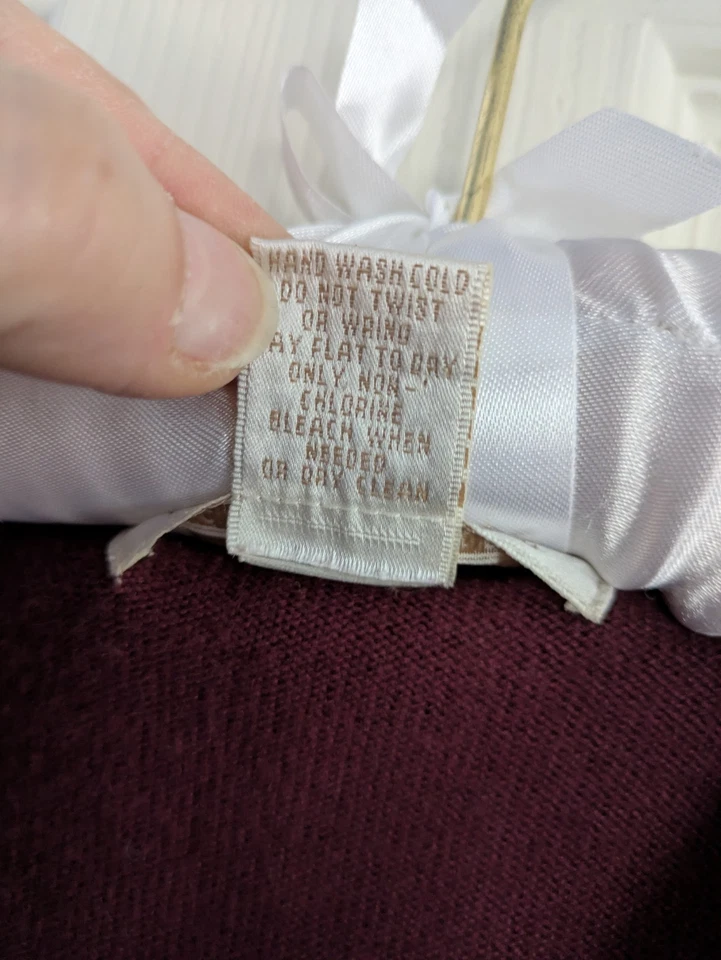 HAND WASH COLD
DO NOT TWIST
OR WRING
LAY FLAT TO DRY
ONLY NON-
CHLORINE
BLEACH WHEN
NEEDED
OR DRY CLEAN